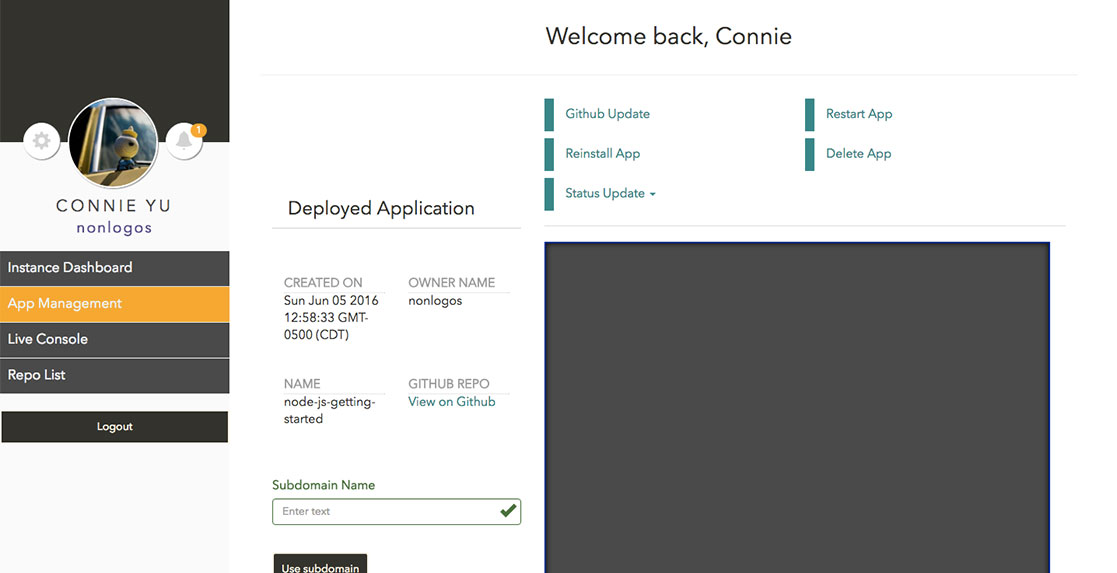 Welcome back, Connie
1
CONNIE YU
nonlogos
Instance Dashboard
App Management
Live Console
Repo List
Logout
Github Update
Restart App
Reinstall App
Delete App
Status Update
Deployed Application
CREATED ON
Sun Jun 05 2016
12:58:33 GMT-
0500 (CDT)
OWNER NAME
nonlogos
NAME
node-js-getting-
started
GITHUB REPO
View on Github
Subdomain Name
Enter text
Use subdomain